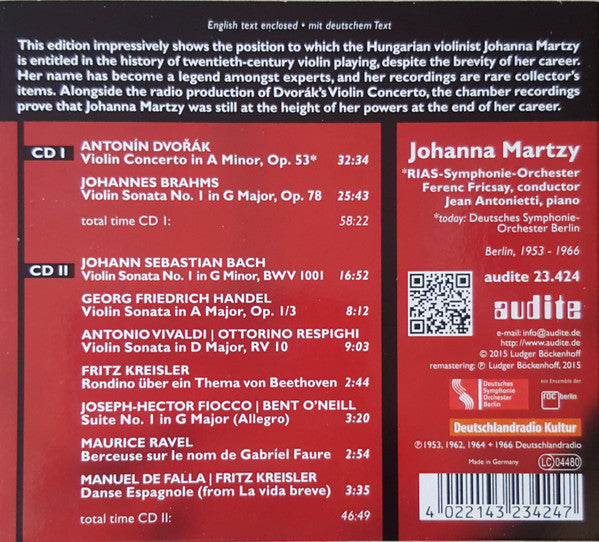 English text enclosed • mit deutschem Text
This edition impressively shows the position to which the Hungarian violinist Johanna Martzy
is entitled in the history of twentieth-century violin playing, despite the brevity of her career.
Her name has become a legend amongst experts, and her recordings are rare collector's
items. Alongside the radio production of Dvorák's Violin Concerto, the chamber recordings
prove that Johanna Martzy was still at the height of her powers at the end of her career.
CD I
ANTONÍN DVOŘÁK
Violin Concerto in A Minor, Op. 53* 32:34
JOHANNES BRAHMS
Violin Sonata No. 1 in G Major, Op. 78 25:43
total time CD I: 58:22
CD II
JOHANN SEBASTIAN BACH
Violin Sonata No. 1 in G Minor, BWV 1001 16:52
GEORG FRIEDRICH HANDEL
Violin Sonata in A Major, Op. 1/3 8:12
ANTONIO VIVALDI | OTTORINO RESPIGHI
Violin Sonata in D Major, RV 10 9:03
FRITZ KREISLER
Rondino über ein Thema von Beethoven 2:44
JOSEPH-HECTOR FIOCCO | BENT O'NEILL
Suite No. 1 in G Major (Allegro) 3:20
MAURICE RAVEL
Berceuse sur le nom de Gabriel Faure 2:54
MANUEL DE FALLA | FRITZ KREISLER
Danse Espagnole (from La vida breve) 3:35
total time CD II: 46:49
Johanna Martzy
*RIAS-Symphonie-Orchester
Ferenc Fricsay, conductor
Jean Antonietti, piano
*today: Deutsches Symphonie-
Orchester Berlin
Berlin, 1953 - 1966
audite 23.424
audite
e-mail: info@audite.de
http://www.audite.de
© 2015 Ludger Böckenhoff
remastering: ℗ Ludger Böckenhoff, 2015
Deutsches
Symphonie
Orchester
Berlin
ein Ensemble der
roc berlin
Deutschlandradio Kultur
℗ 1953, 1962, 1964 + 1966 Deutschlandradio
Made in Germany
LC 04480
4 022143 234247